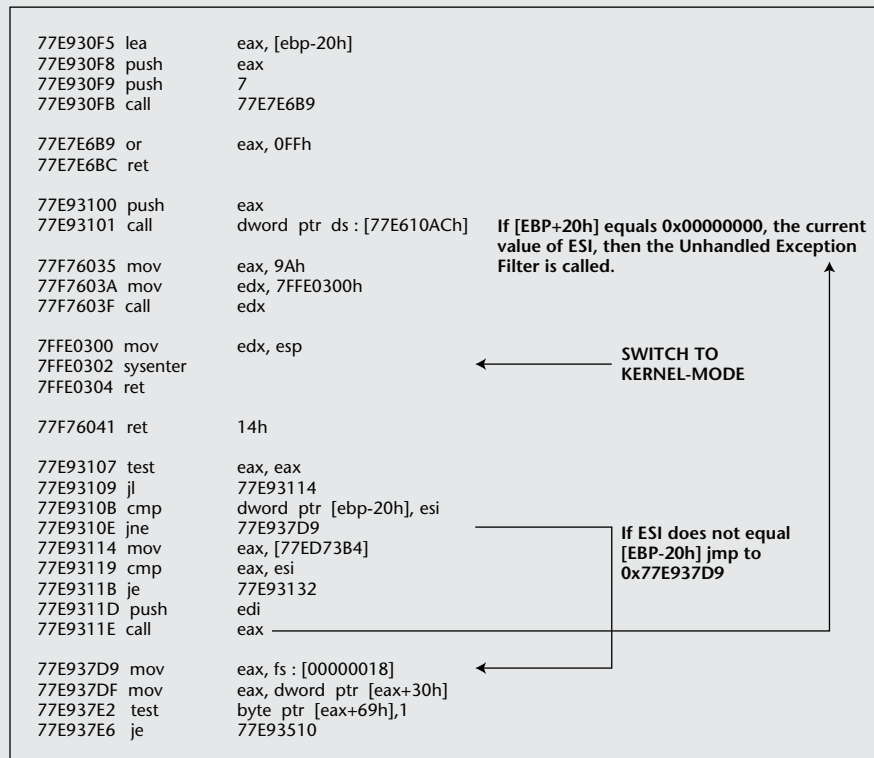 77E930F5 lea eax, [ebp-20h]
77E930F8 push eax
77E930F9 push 7
77E930FB call 77E7E6B9
77E7E6B9 or eax, 0FFh
77E7E6BC ret
77E93100 push eax
77E93101 call dword ptr ds : [77E610ACh]
If [EBP+20h] equals 0x00000000, the current
value of ESI, then the Unhandled Exception
Filter is called.
77F76035 mov eax, 9Ah
77F7603A mov edx, 7FFE0300h
77F7603F call edx
7FFE0300 mov edx, esp
7FFE0302 sysenter
7FFE0304 ret
SWITCH TO
KERNEL-MODE
77F76041 ret 14h
77E93107 test eax, eax
77E93109 jl 77E93114
77E9310B cmp dword ptr [ebp-20h], esi
77E9310E jne 77E937D9
77E93114 mov eax, [77ED73B4]
77E93119 cmp eax, esi
77E9311B je 77E93132
77E9311D push edi
77E9311E call eax
If ESI does not equal
[EBP-20h] jmp to
0x77E937D9
77E937D9 mov eax, fs : [00000018]
77E937DF mov eax, dword ptr [eax+30h]
77E937E2 test byte ptr [eax+69h],1
77E937E6 je 77E93510